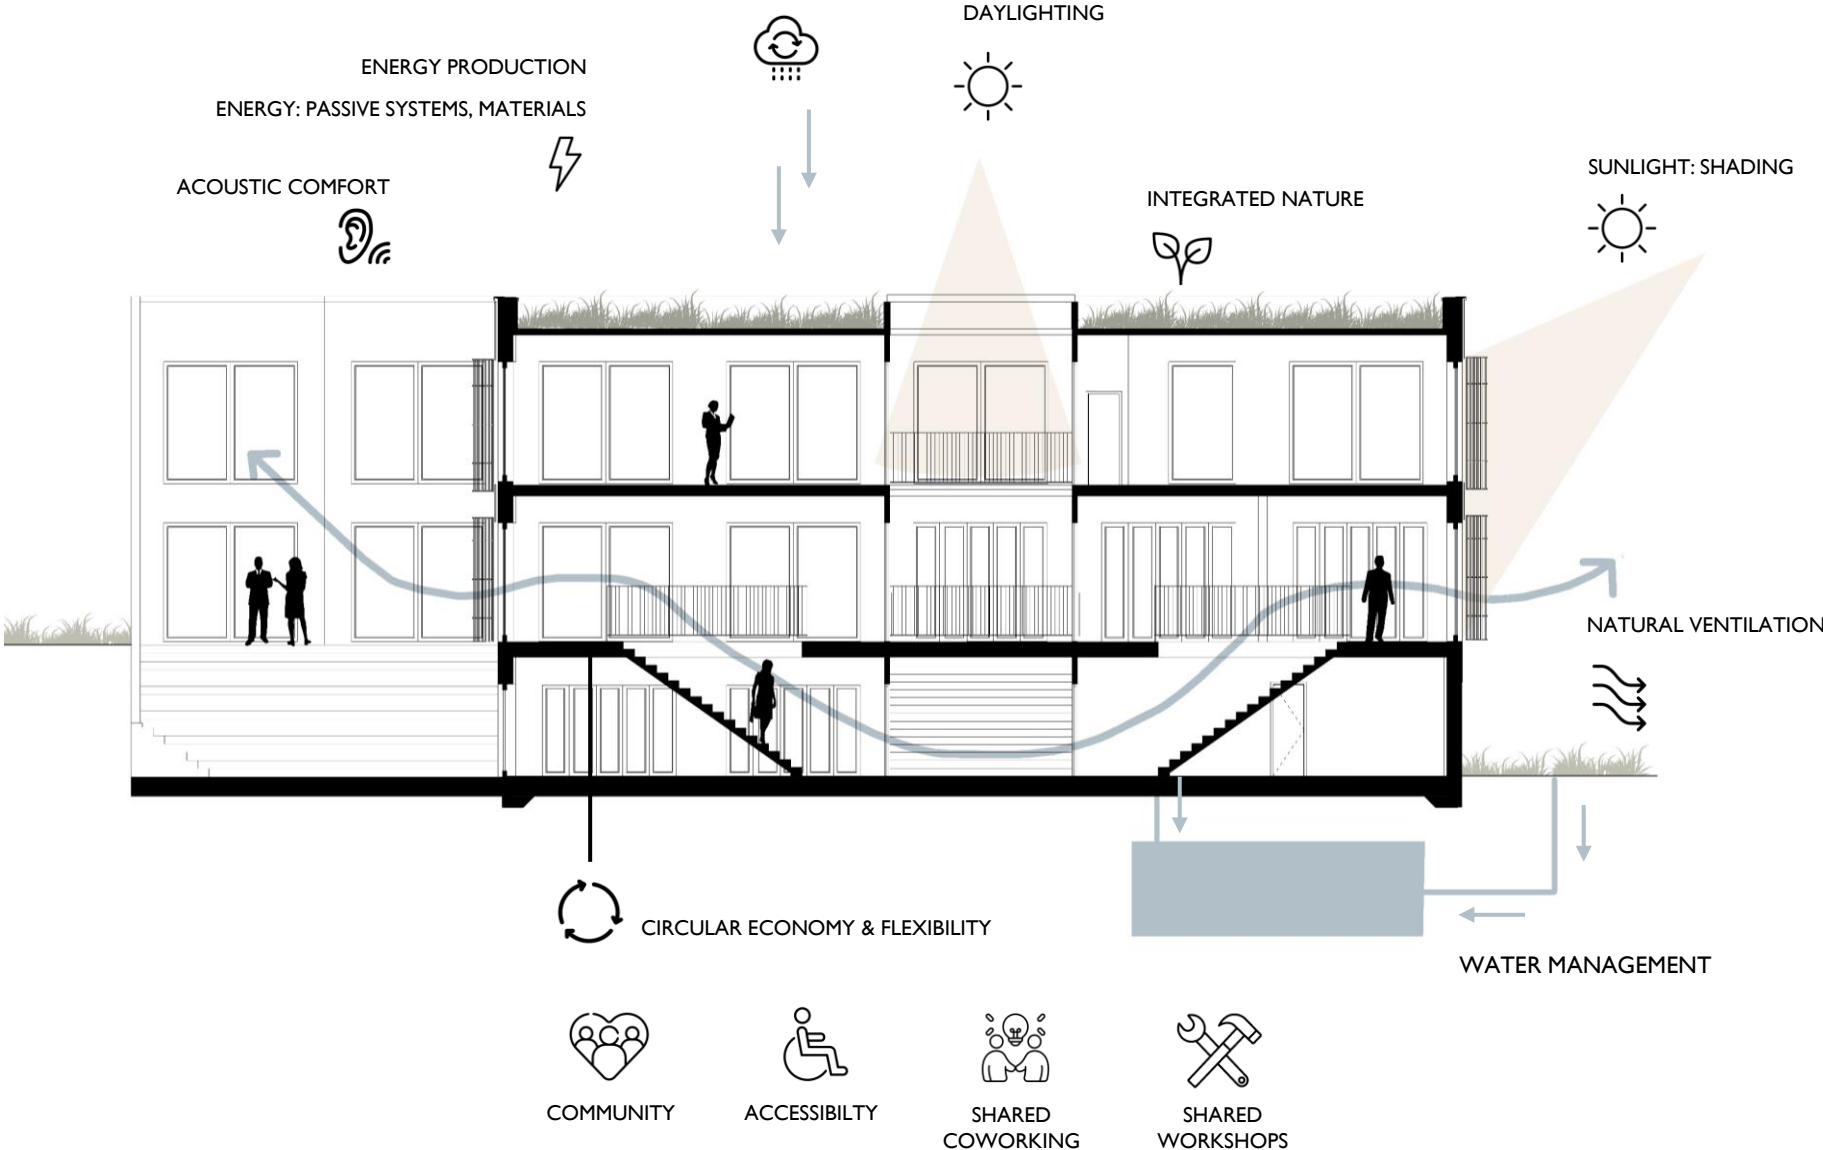 DAYLIGHTING
ENERGY PRODUCTION
ENERGY: PASSIVE SYSTEMS, MATERIALS
ACOUSTIC COMFORT
INTEGRATED NATURE
SUNLIGHT: SHADING
NATURAL VENTILATION
CIRCULAR ECONOMY & FLEXIBILITY
WATER MANAGEMENT
COMMUNITY
ACCESSIBILTY
SHARED
COWORKING
SHARED
WORKSHOPS